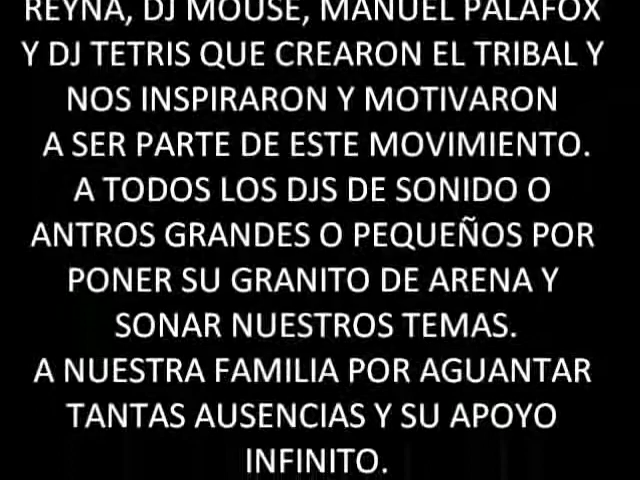 REYNA, DJ MOUSE, MANUEL PALAFOX
Y DJ TETRIS QUE CREARON EL TRIBAL Y
NOS INSPIRARON Y MOTIVARON
A SER PARTE DE ESTE MOVIMIENTO.
A TODOS LOS DJS DE SONIDO O
ANTROS GRANDES O PEQUEÑOS POR
PONER SU GRANITO DE ARENA Y
SONAR NUESTROS TEMAS.
A NUESTRA FAMILIA POR AGUANTAR
TANTAS AUSENCIAS Y SU APOYO
INFINITO.